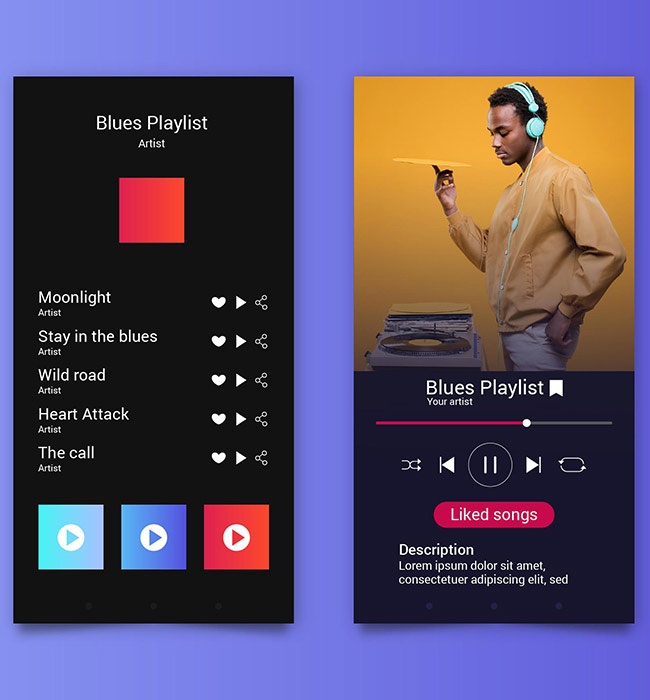 Blues Playlist
Artist
Moonlight
Artist
Stay in the blues
Artist
Wild road
Artist
Heart Attack
Artist
The call
Artist
Blues Playlist
Your artist
Liked songs
Description
Lorem ipsum dolor sit amet,
consectetuer adipiscing elit, sed